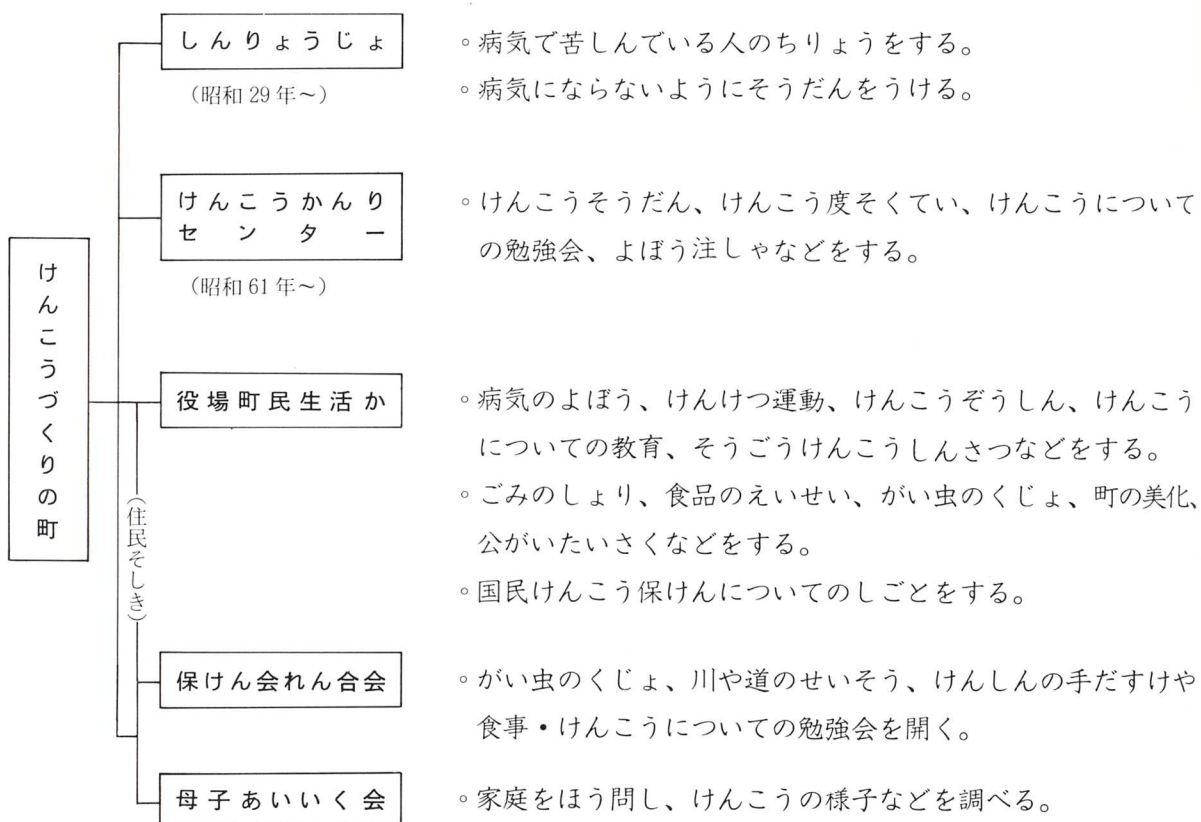 けんこうづくりの町
しんりょうじょ
(昭和29年～)
◦病気で苦しんでいる人のちりょうをする。
◦病気にならないようにそうだんをうける。
けんこうかんり
センター
(昭和61年～)
◦けんこうそうだん、けんこう度そくてい、けんこうについて
の勉強会、よぼう注しゃなどをする。
役場町民生活か
◦病気のよぼう、けんけつ運動、けんこうぞうしん、けんこう
についての教育、そうごうけんこうしんさつなどをする。
◦ごみのしょり、食品のえいせい、がい虫のくじょ、町の美化、
公がいたいさくなどをする。
◦国民けんこう保けんについてのしごとをする。
(住民そしき)
保けん会れん合会
◦がい虫のくじょ、川や道のせいそう、けんしんの手だすけや
食事・けんこうについての勉強会を開く。
母子あいいく会
◦家庭をほう問し、けんこうの様子などを調べる。